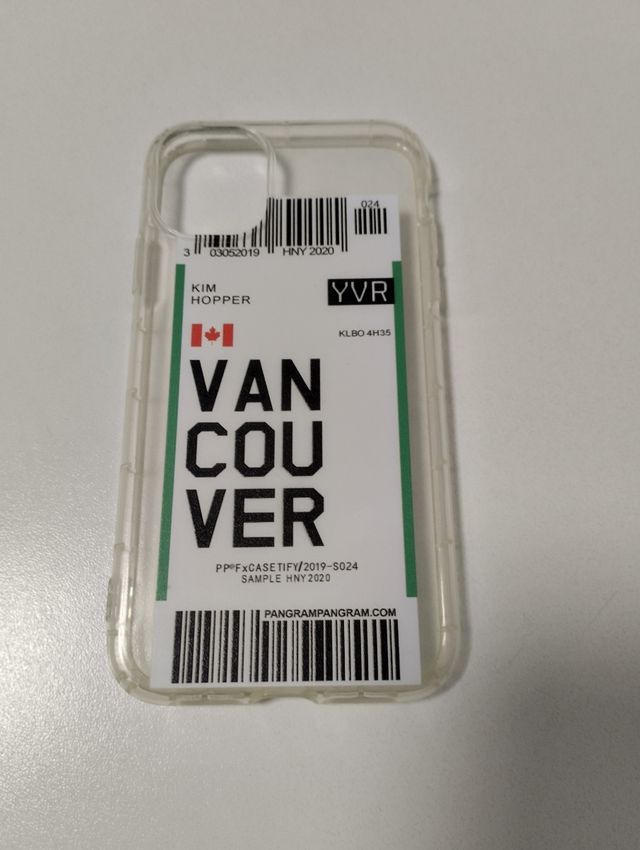 024
3 03052019 HNY 2020
KIM
HOPPER
YVR
KLBO 4H35
VAN
COU
VER
PP®FxCASETIFY/2019-S024
SAMPLE HNY2020
PANGRAMPANGRAM.COM